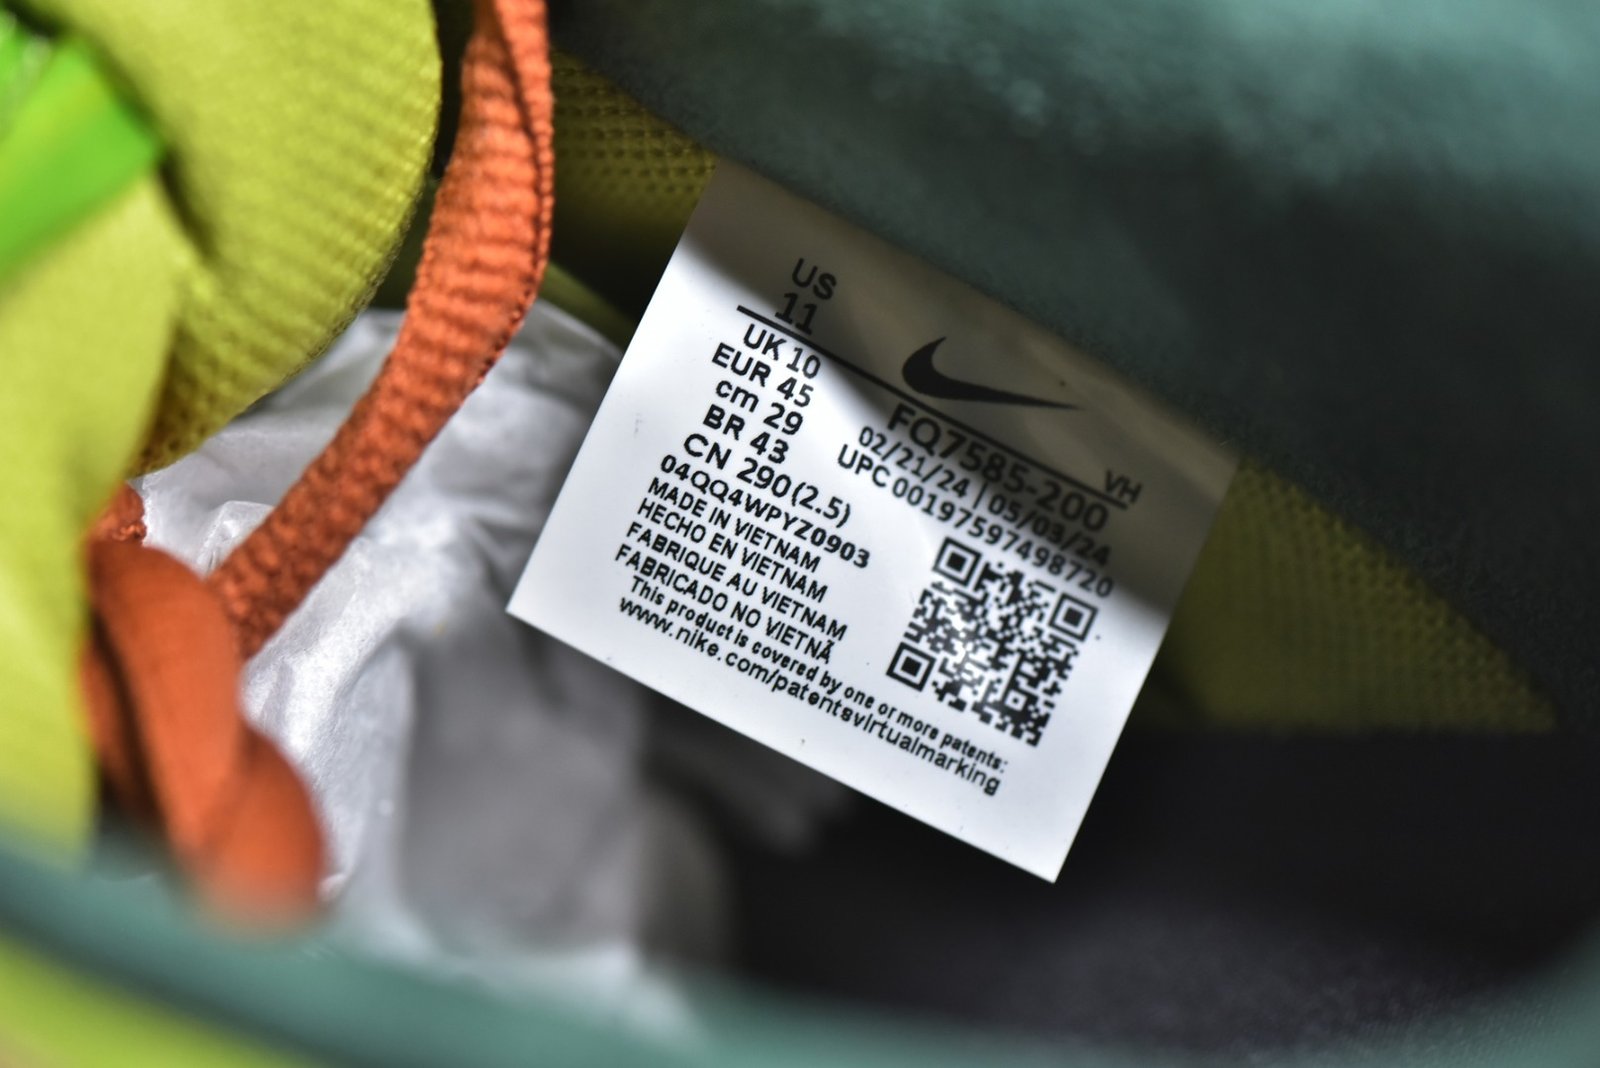 US
11
UK 10
EUR 45
cm 29
BR 43
CN 290 (2.5)
04QQ4WPYZ0903
MADE IN VIETNAM
HECHO EN VIETNAM
FABRIQUE AU VIETNAM
FABRICADO NO VIETNÃ
This product is covered by one or more patents:
www.nike.com/patentsvirtualmarking
VH
FQ7585-200
02/21/24 | 05/03/24
UPC 00197597498720